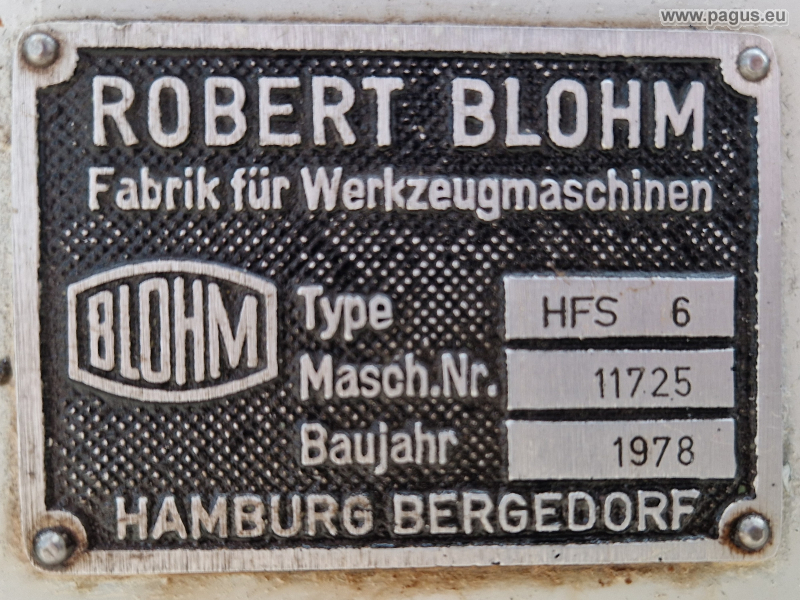 www.pagus.eu
ROBERT BLOHM
Fabrik für Werkzeugmaschinen
BLOHM
Type HFS 6
Masch.Nr. 11725
Baujahr 1978
HAMBURG BERGEDORF